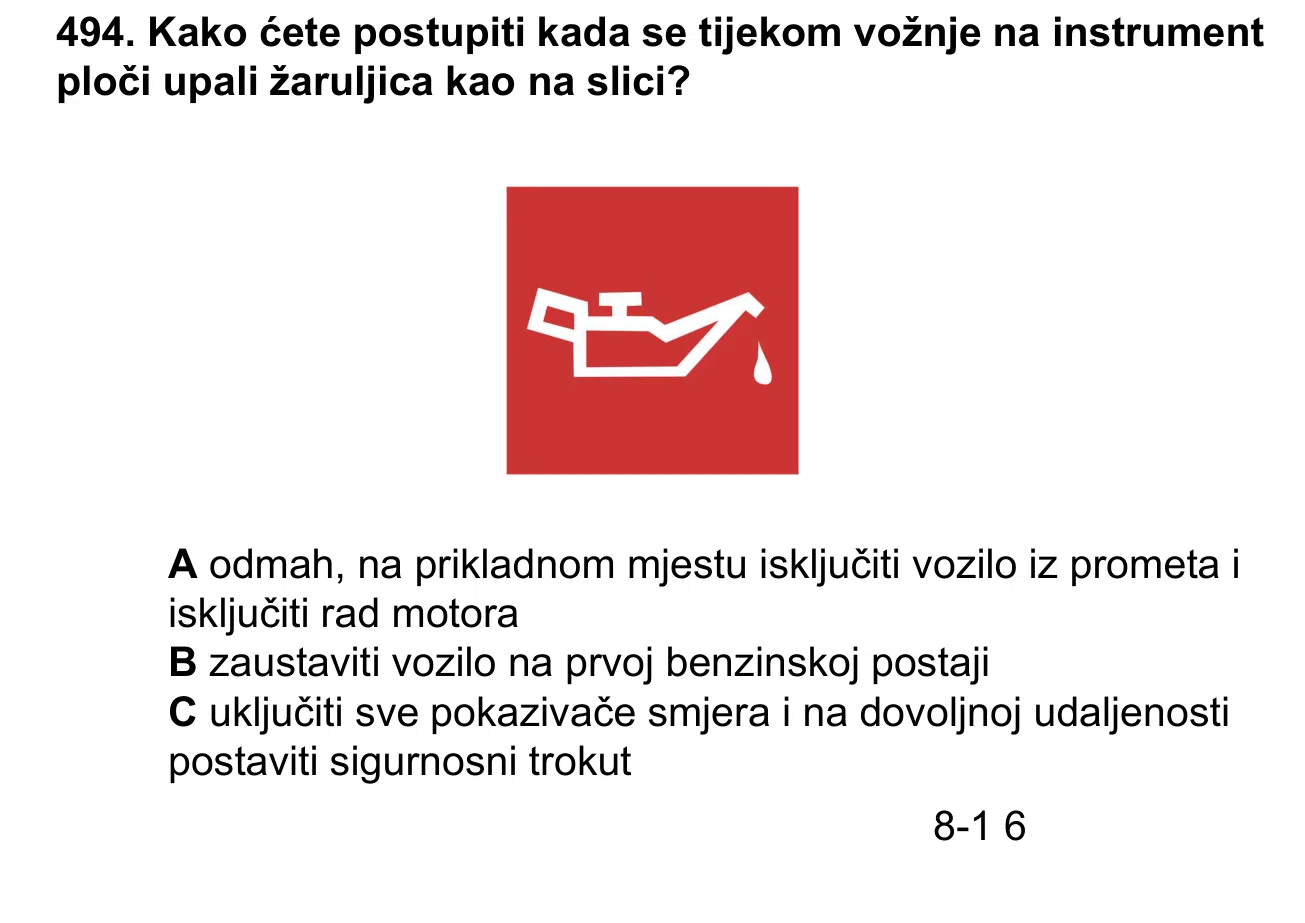 494. Kako ćete postupiti kada se tijekom vožnje na instrument
ploči upali žaruljica kao na slici?
A odmah, na prikladnom mjestu isključiti vozilo iz prometa i
isključiti rad motora
B zaustaviti vozilo na prvoj benzinskoj postaji
C uključiti sve pokazivače smjera i na dovoljnoj udaljenosti
postaviti sigurnosni trokut
8-1 6